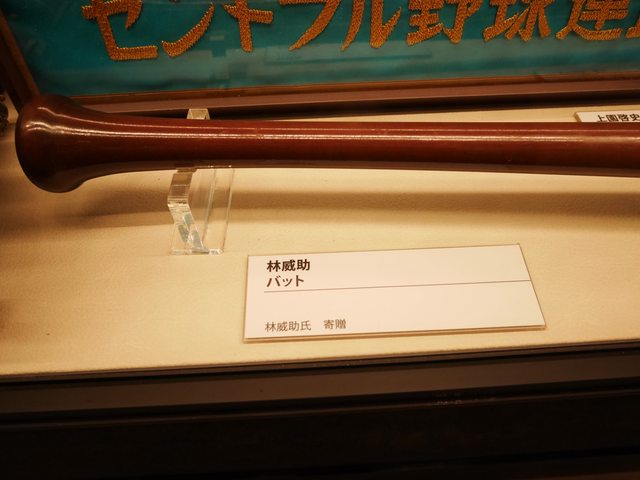 セントラル野球連
上園啓史
林威助
バット
林威助氏　寄贈